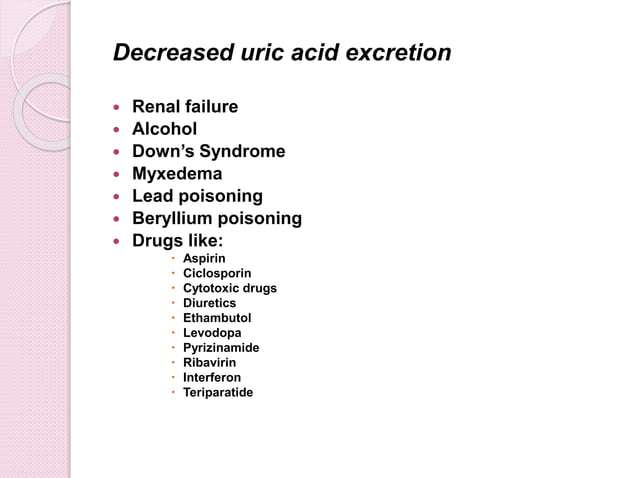 Decreased uric acid excretion
Renal failure
Alcohol
Down’s Syndrome
Myxedema
Lead poisoning
Beryllium poisoning
Drugs like:
Aspirin
Ciclosporin
Cytotoxic drugs
Diuretics
Ethambutol
Levodopa
Pyrizinamide
Ribavirin
Interferon
Teriparatide